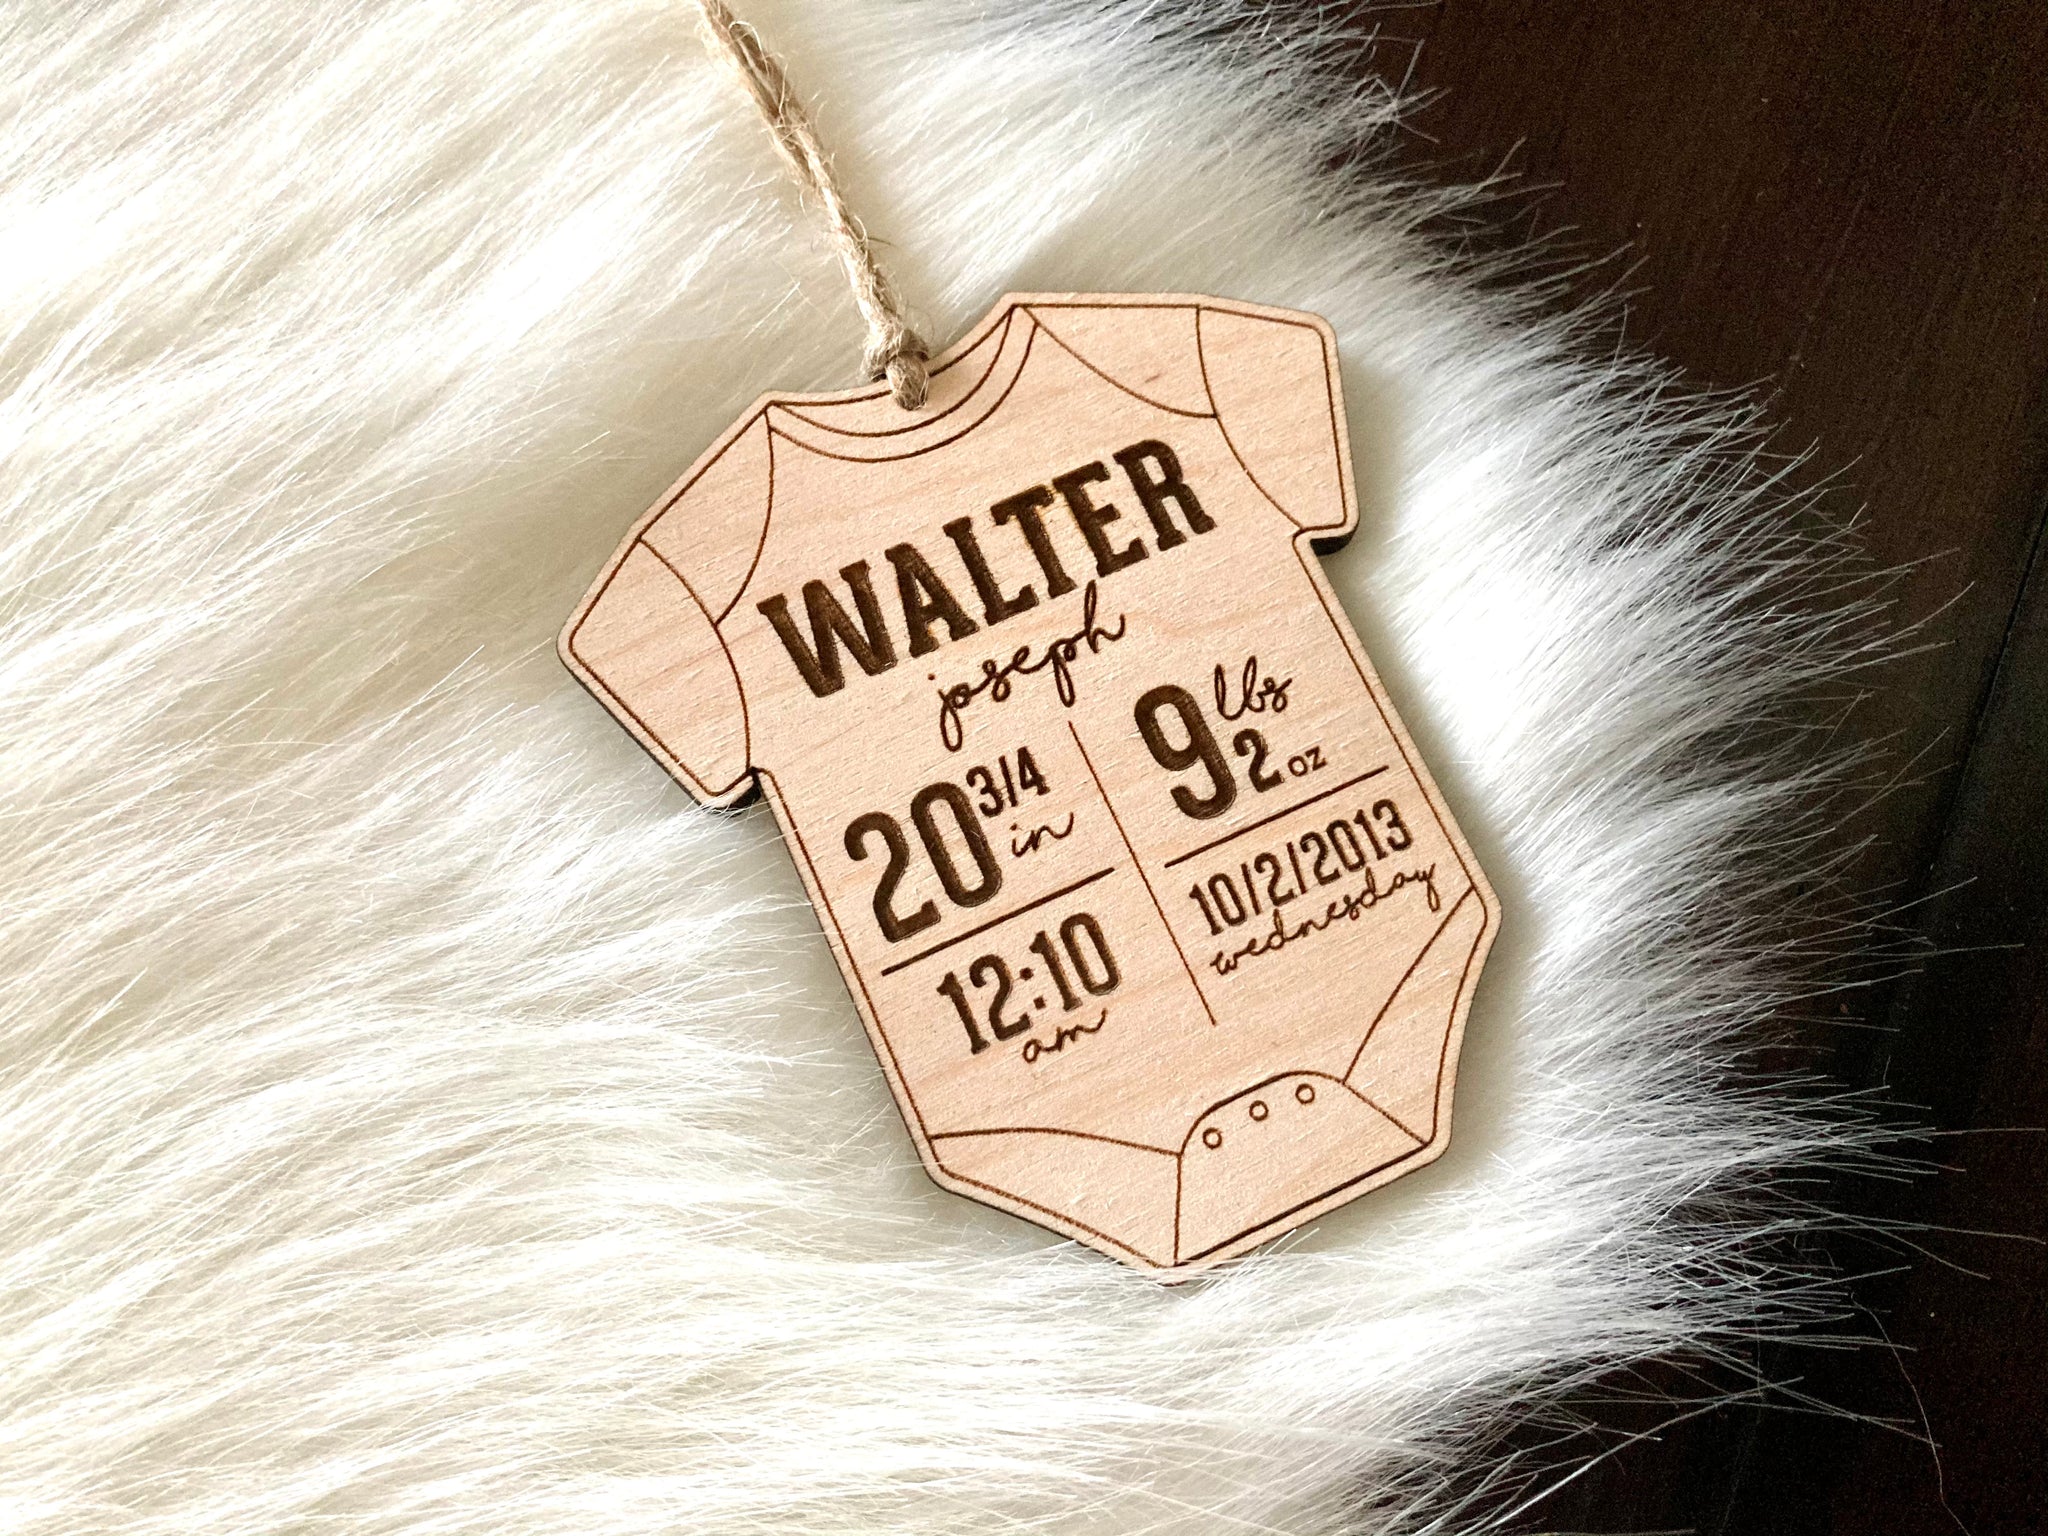 WALTER
joseph
20 3/4 in
9 lbs 2 oz
12:10
am
10/2/2013
wednesday